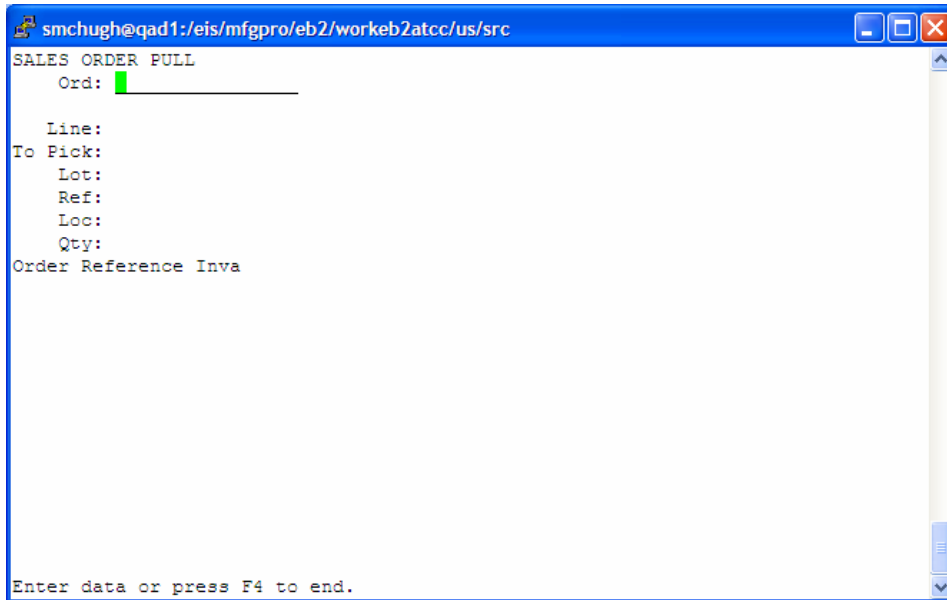 smchugh@qad1:/eis/mfgpro/eb2/workeb2atcc/us/src
SALES ORDER PULL
Ord:
Line:
To Pick:
Lot:
Ref:
Loc:
Qty:
Order Reference Inva
Enter data or press F4 to end.